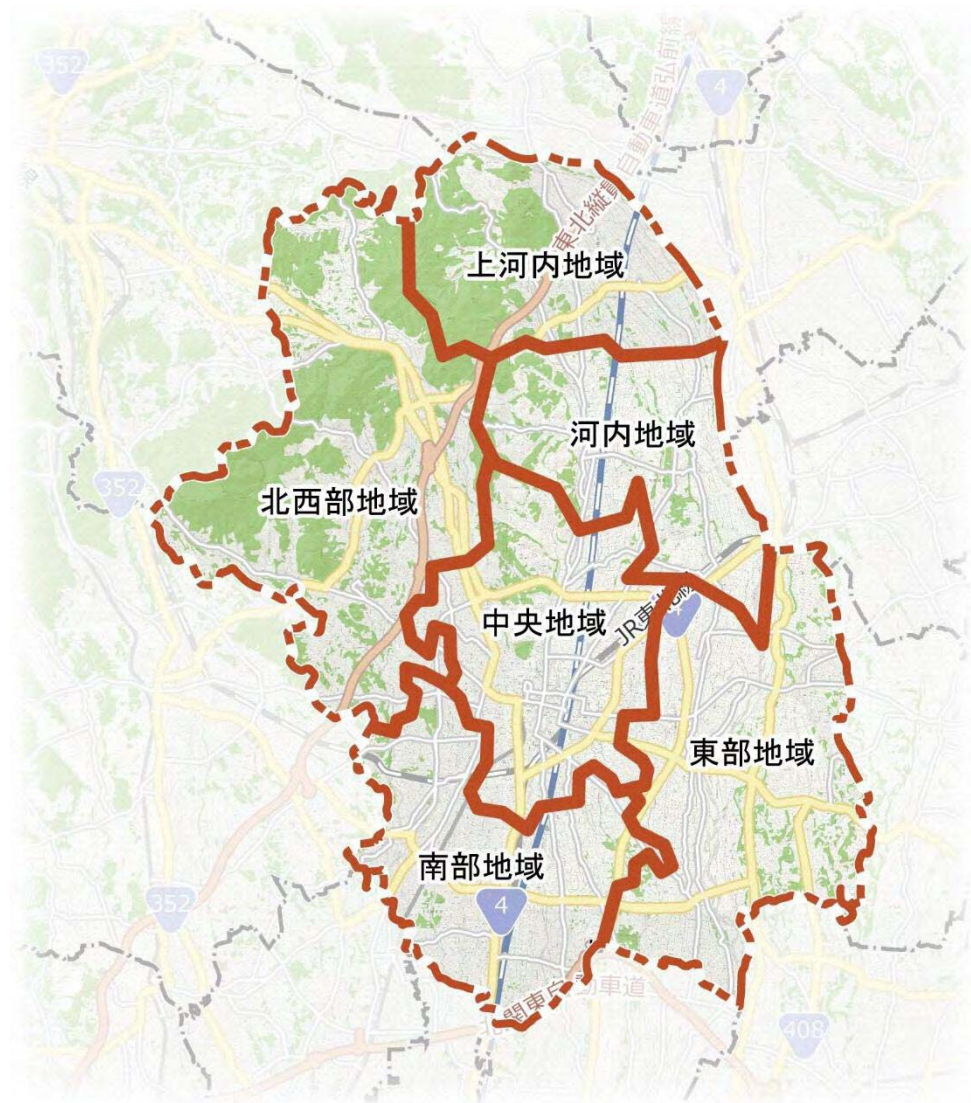 352
4
東北縦貫自動車道弘前線
上河内地域
河内地域
352
北西部地域
中央地域
JR東北線
4
東部地域
南部地域
352
4
関東自動車道
408